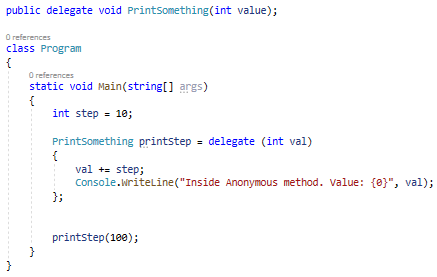 public delegate void PrintSomething(int value);
0 references
class Program
{
0 references
static void Main(string[] args)
{
int step = 10;
PrintSomething printStep = delegate (int val)
{
val += step;
Console.WriteLine("Inside Anonymous method. Value: {0}", val);
};
printStep(100);
}
}